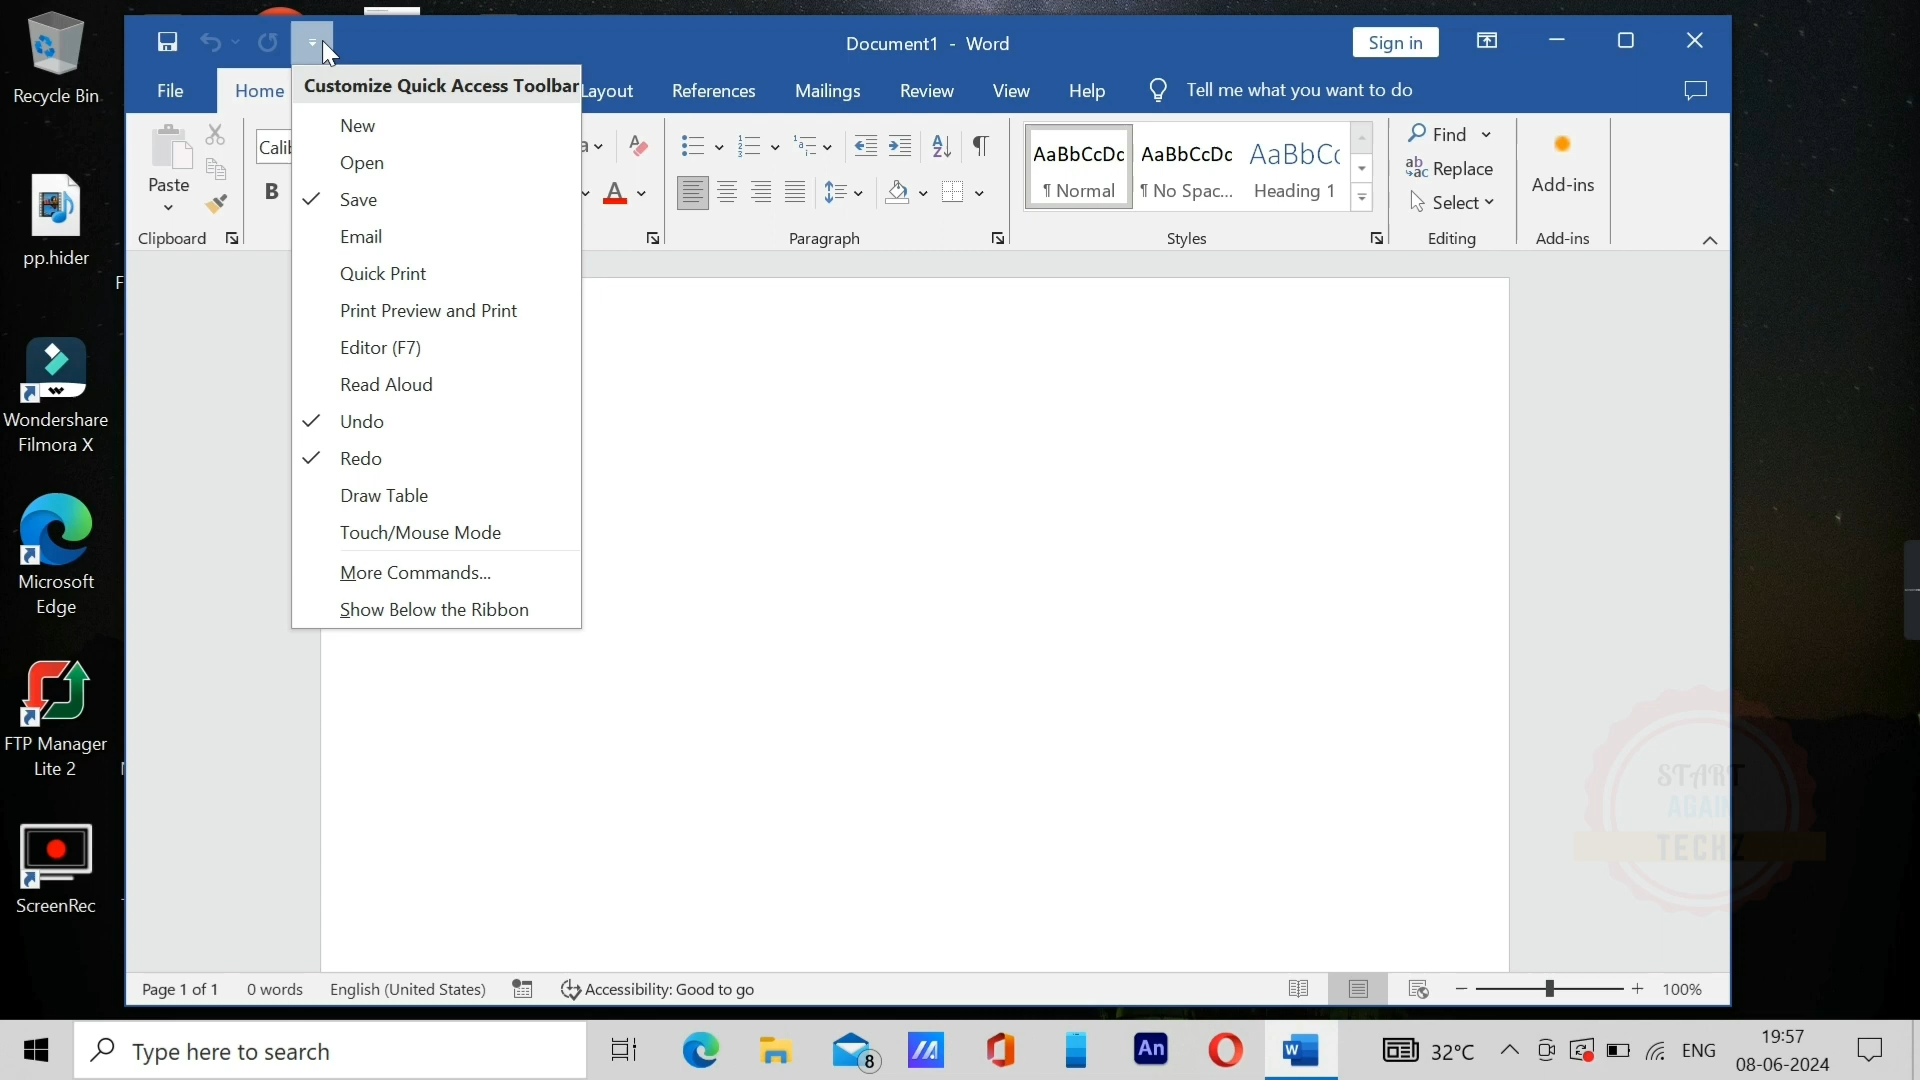 Document1 - Word
Sign in
File
Home
Layout
References
Mailings
Review
View
Help
Tell me what you want to do
Customize Quick Access Toolbar
New
Open
Save
Email
Quick Print
Print Preview and Print
Editor (F7)
Read Aloud
Undo
Redo
Draw Table
Touch/Mouse Mode
More Commands...
Show Below the Ribbon
Paste
Clipboard
B
Paragraph
AaBbCcDc
¶ Normal
AaBbCcDc
¶ No Spac...
AaBbCc
Heading 1
Styles
Find
Replace
Select
Editing
Add-ins
Add-ins
Recycle Bin
pp.hider
Wondershare
Filmora X
Microsoft
Edge
FTP Manager
Lite 2
ScreenRec
START
AGAIN
TECHZ
Page 1 of 1
0 words
English (United States)
Accessibility: Good to go
100%
Type here to search
8
An
W
32°C
ENG
19:57
08-06-2024